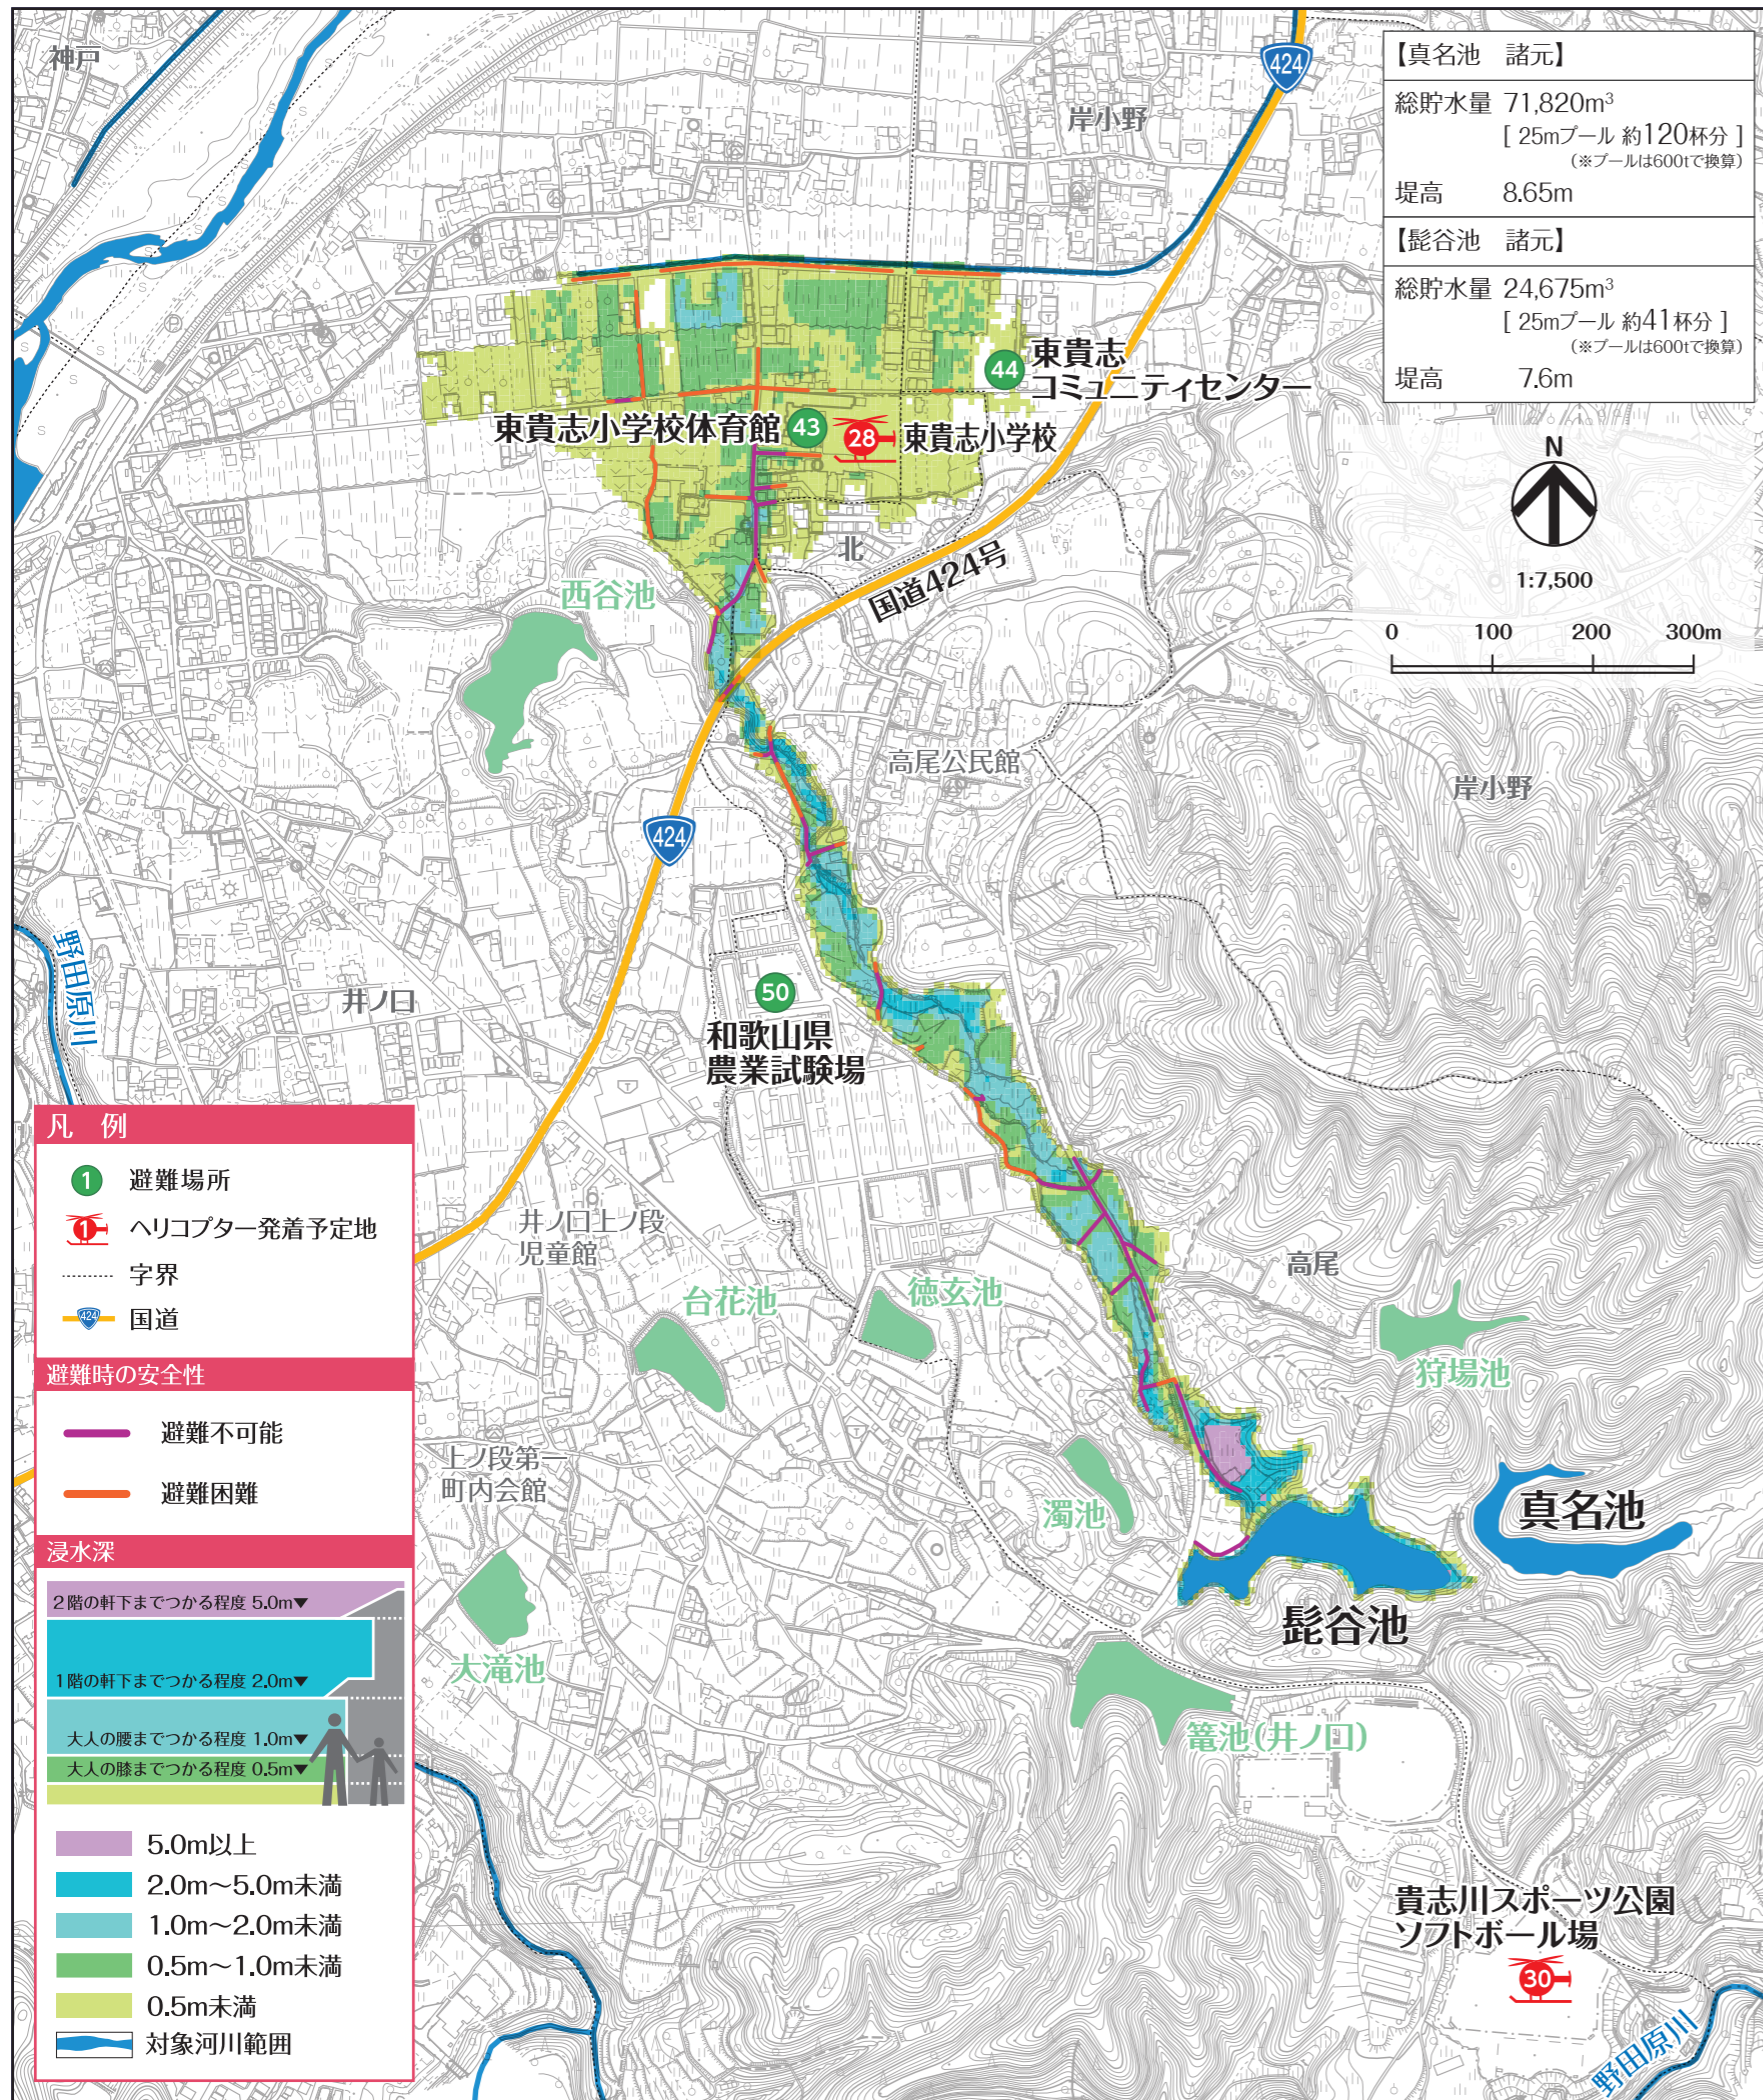 神戸
424
岸小野
【真名池　諸元】
総貯水量 71,820m³
[ 25mプール 約120杯分 ]
(※プールは600tで換算)
堤高 8.65m
【髭谷池　諸元】
総貯水量 24,675m³
[ 25mプール 約41杯分 ]
(※プールは600tで換算)
堤高 7.6m
N
1:7,500
0 100 200 300m
44 東貴志
コミュニティセンター
東貴志小学校体育館 43
28 東貴志小学校
北
国道424号
西谷池
高尾公民館
岸小野
424
野田原川
井ノ口
50
和歌山県
農業試験場
井ノ口上ノ段
児童館
台花池
徳玄池
高尾
狩場池
上ノ段第一
町内会館
濁池
真名池
髭谷池
大滝池
篭池(井ノ口)
貴志川スポーツ公園
ソフトボール場
30
野田原川
凡　例
1 避難場所
1 ヘリコプター発着予定地
字界
424 国道
避難時の安全性
避難不可能
避難困難
浸水深
2階の軒下までつかる程度 5.0m▼
1階の軒下までつかる程度 2.0m▼
大人の腰までつかる程度 1.0m▼
大人の膝までつかる程度 0.5m▼
5.0m以上
2.0m～5.0m未満
1.0m～2.0m未満
0.5m～1.0m未満
0.5m未満
対象河川範囲